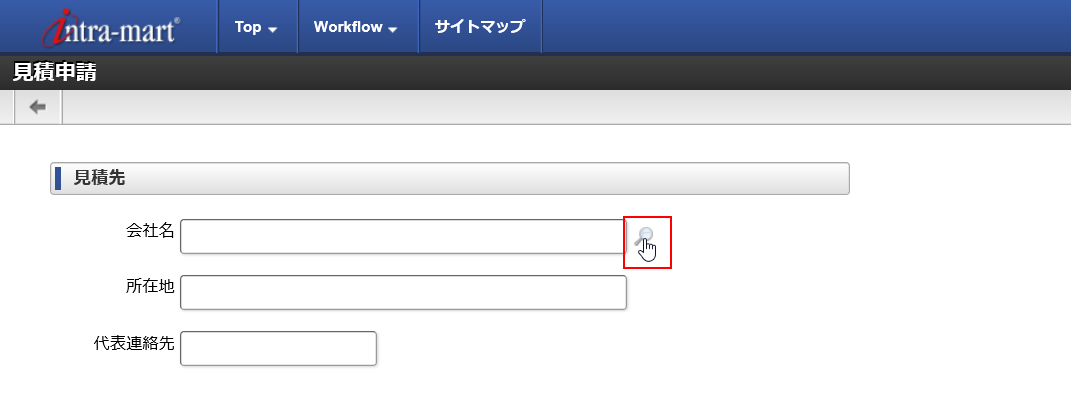 intra-mart®
Top
Workflow
サイトマップ
見積申請
見積先
会社名
所在地
代表連絡先